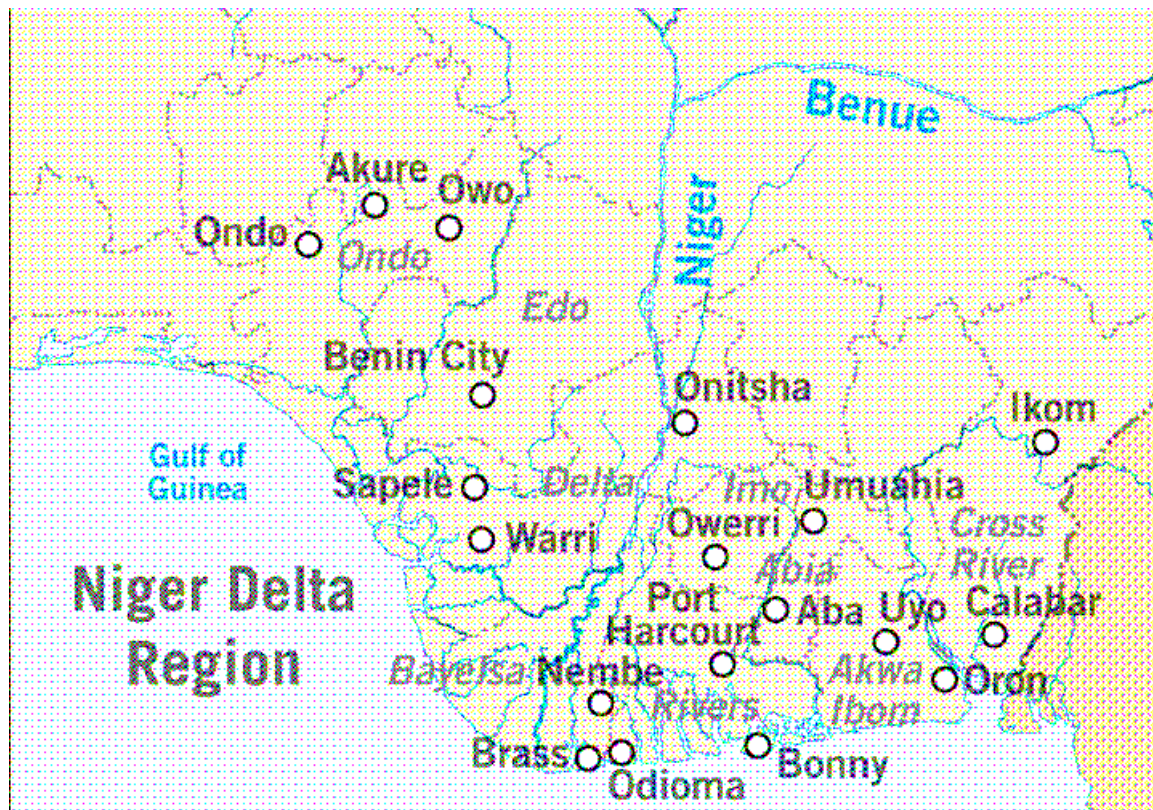 Benue
Akure
Owo
Niger
Ondo
Ondo
Edo
Benin City
Onitsha
Ikom
Gulf of
Guinea
Sapele
Delta
Imo
Umuahia
Warri
Owerri
Cross
River
Abia
Niger Delta
Region
Port
Harcourt
Aba
Uyo
Calabar
Bayelsa
Nembe
Akwa
Ibom
Oron
Rivers
Brass
Odioma
Bonny